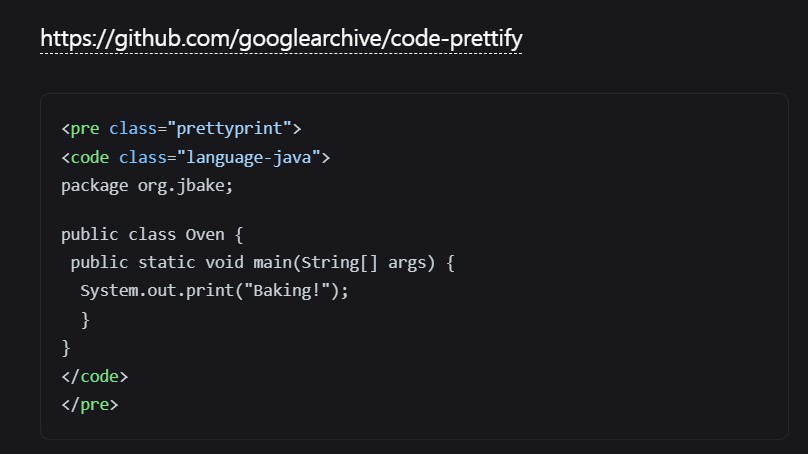 https://github.com/googlearchive/code-prettify
<pre class="prettyprint">
<code class="language-java">
package org.jbake;
public class Oven {
 public static void main(String[] args) {
  System.out.print("Baking!");
  }
}
</code>
</pre>